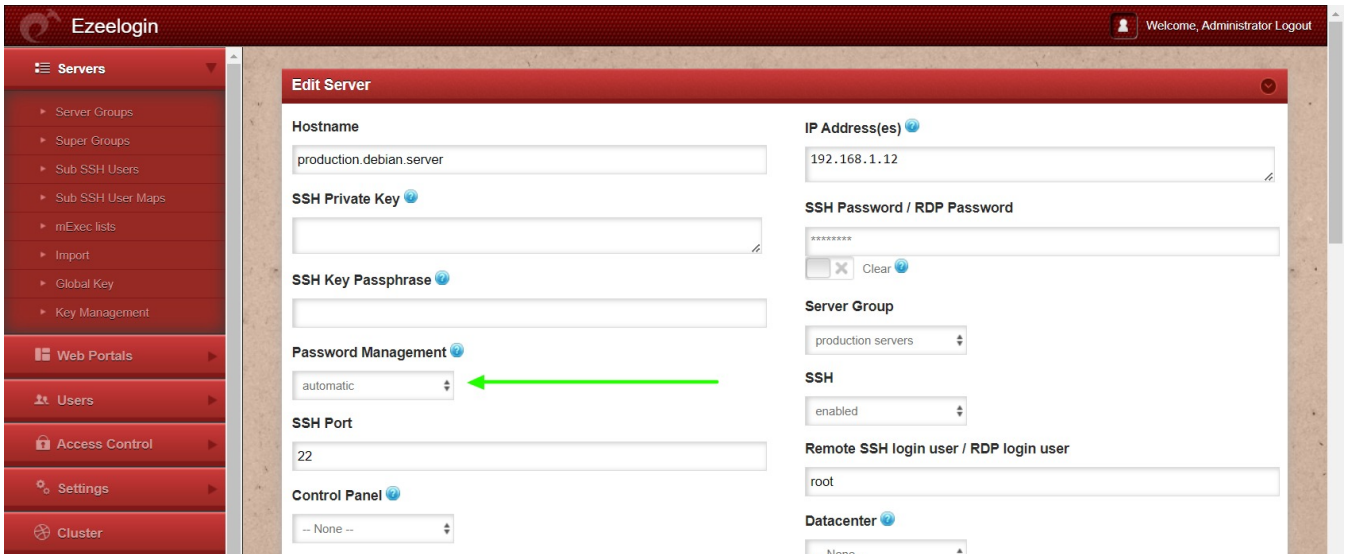 Ezeelogin
Welcome, Administrator Logout
Servers
Server Groups
Super Groups
Sub SSH Users
Sub SSH User Maps
mExec lists
Import
Global Key
Key Management
Web Portals
Users
Access Control
Settings
Cluster
Edit Server
Hostname
production.debian.server
SSH Private Key
SSH Key Passphrase
Password Management
automatic
SSH Port
22
Control Panel
-- None --
IP Address(es)
192.168.1.12
SSH Password / RDP Password
********
Clear
Server Group
production servers
SSH
enabled
Remote SSH login user / RDP login user
root
Datacenter
-- None --